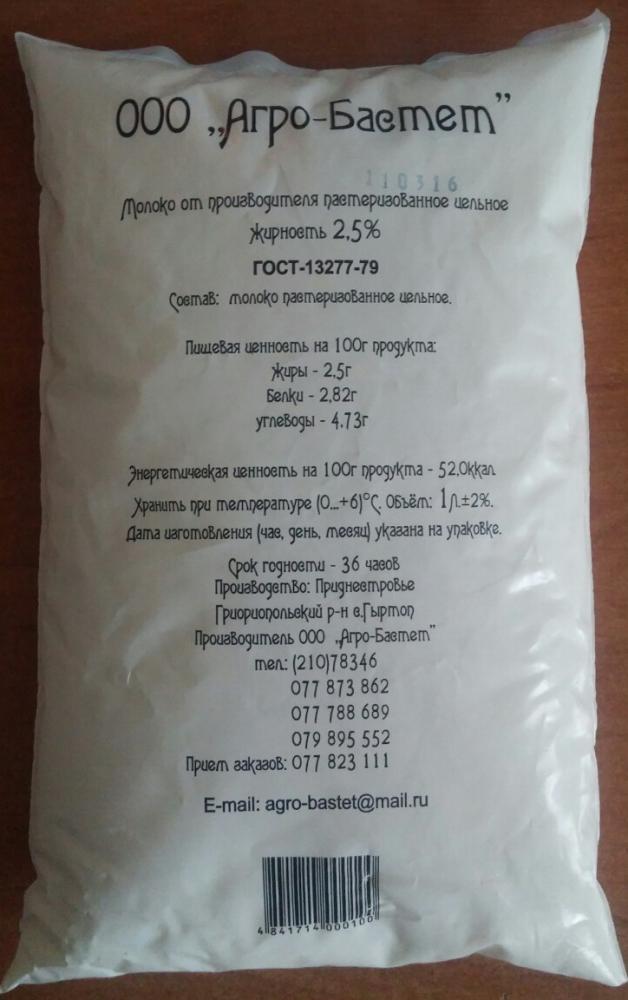 ООО „Агро-Бастет”
110316
Молоко от производителя пастеризованное цельное
жирность 2,5%
ГОСТ-13277-79
Состав: молоко пастеризованное цельное.
Пищевая ценность на 100г продукта:
жиры - 2,5г
Белки - 2,82г
углеводы - 4.73г
Энергетическая ценность на 100г продукта - 52,0ккал
Хранить при температуре (0...+6)°С. Объём: 1л.±2%.
Дата изготовления (час, день, месяц) указана на упаковке.
Срок годности - 36 часов
Производство: Приднестровье
Григориопольский р-н с.Гыртоп
Производитель ООО „Агро-Бастет”
тел.: (210)78346
077 873 862
077 788 689
079 895 552
Прием заказов: 077 823 111
E-mail: agro-bastet@mail.ru
4 841714 000100